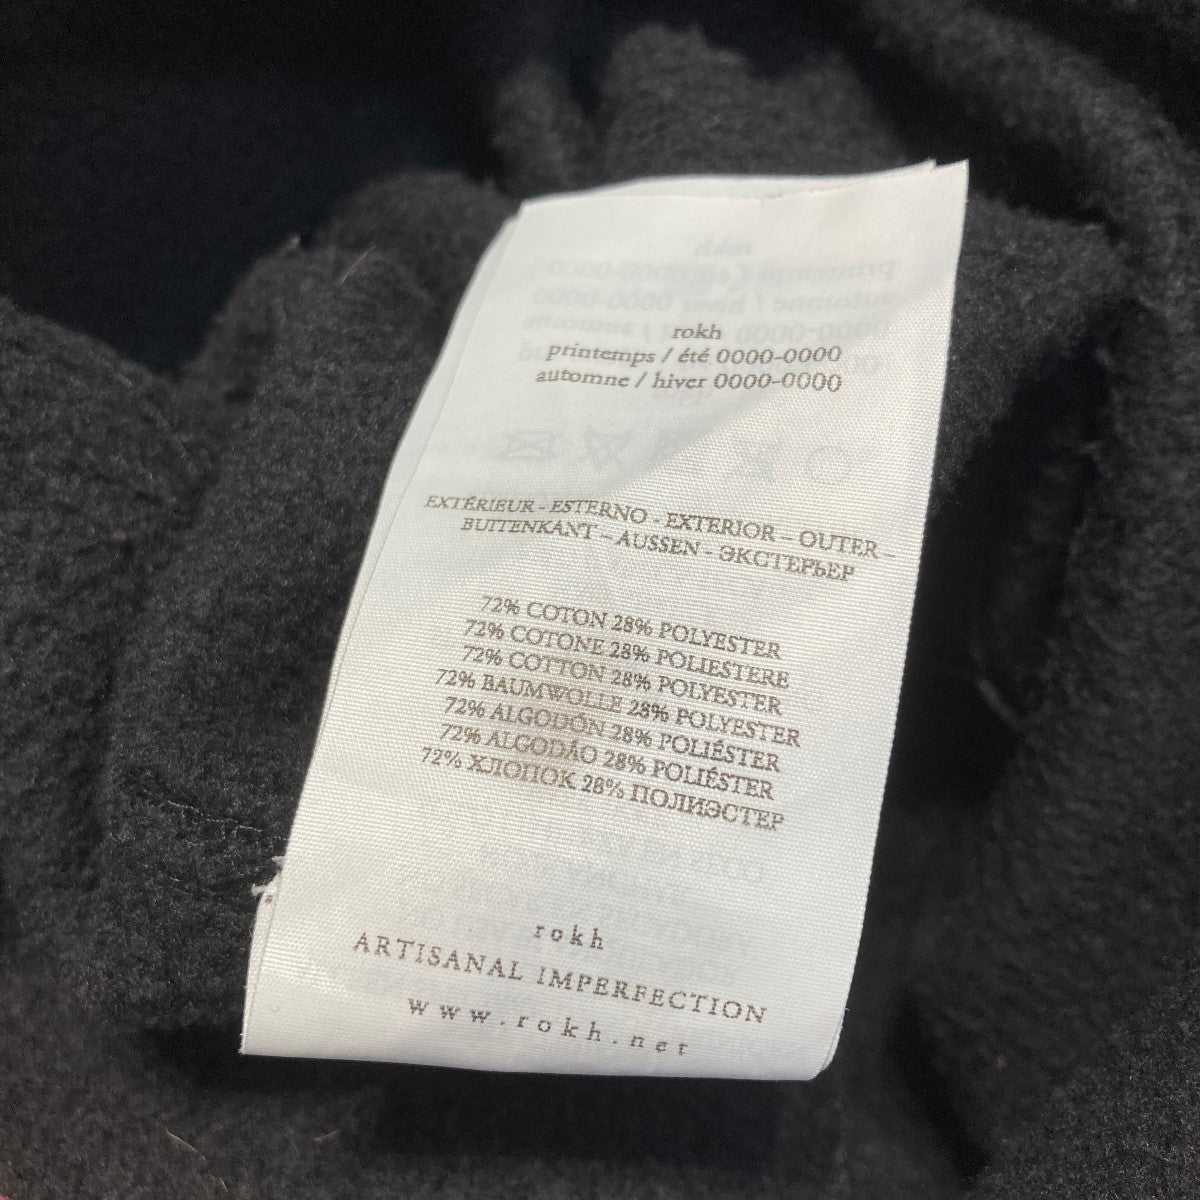 rokh
printemps / été 0000-0000
automne / hiver 0000-0000
EXTÉRIEUR - ESTERNO - EXTERIOR – OUTER –
BUITENKANT – AUSSEN - ЭКСТЕРЬЕР
72% COTON 28% POLYESTER
72% COTONE 28% POLIESTERE
72% COTTON 28% POLYESTER
72% BAUMWOLLE 28% POLYESTER
72% ALGODÓN 28% POLIÉSTER
72% ALGODÁO 28% POLIÉSTER
72% ХЛОПОК 28% ПОЛИЭСТЕР
rokh
ARTISANAL IMPERFECTION
www.rokh.net